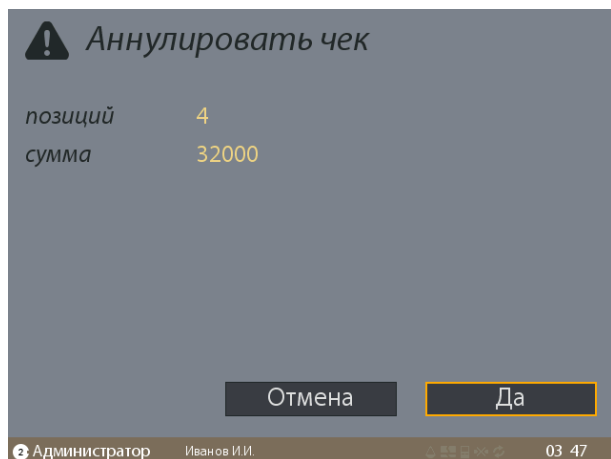 Аннулировать чек
позиций 4
сумма 32000
Отмена Да
2 Администратор Иванов И.И. 03 47